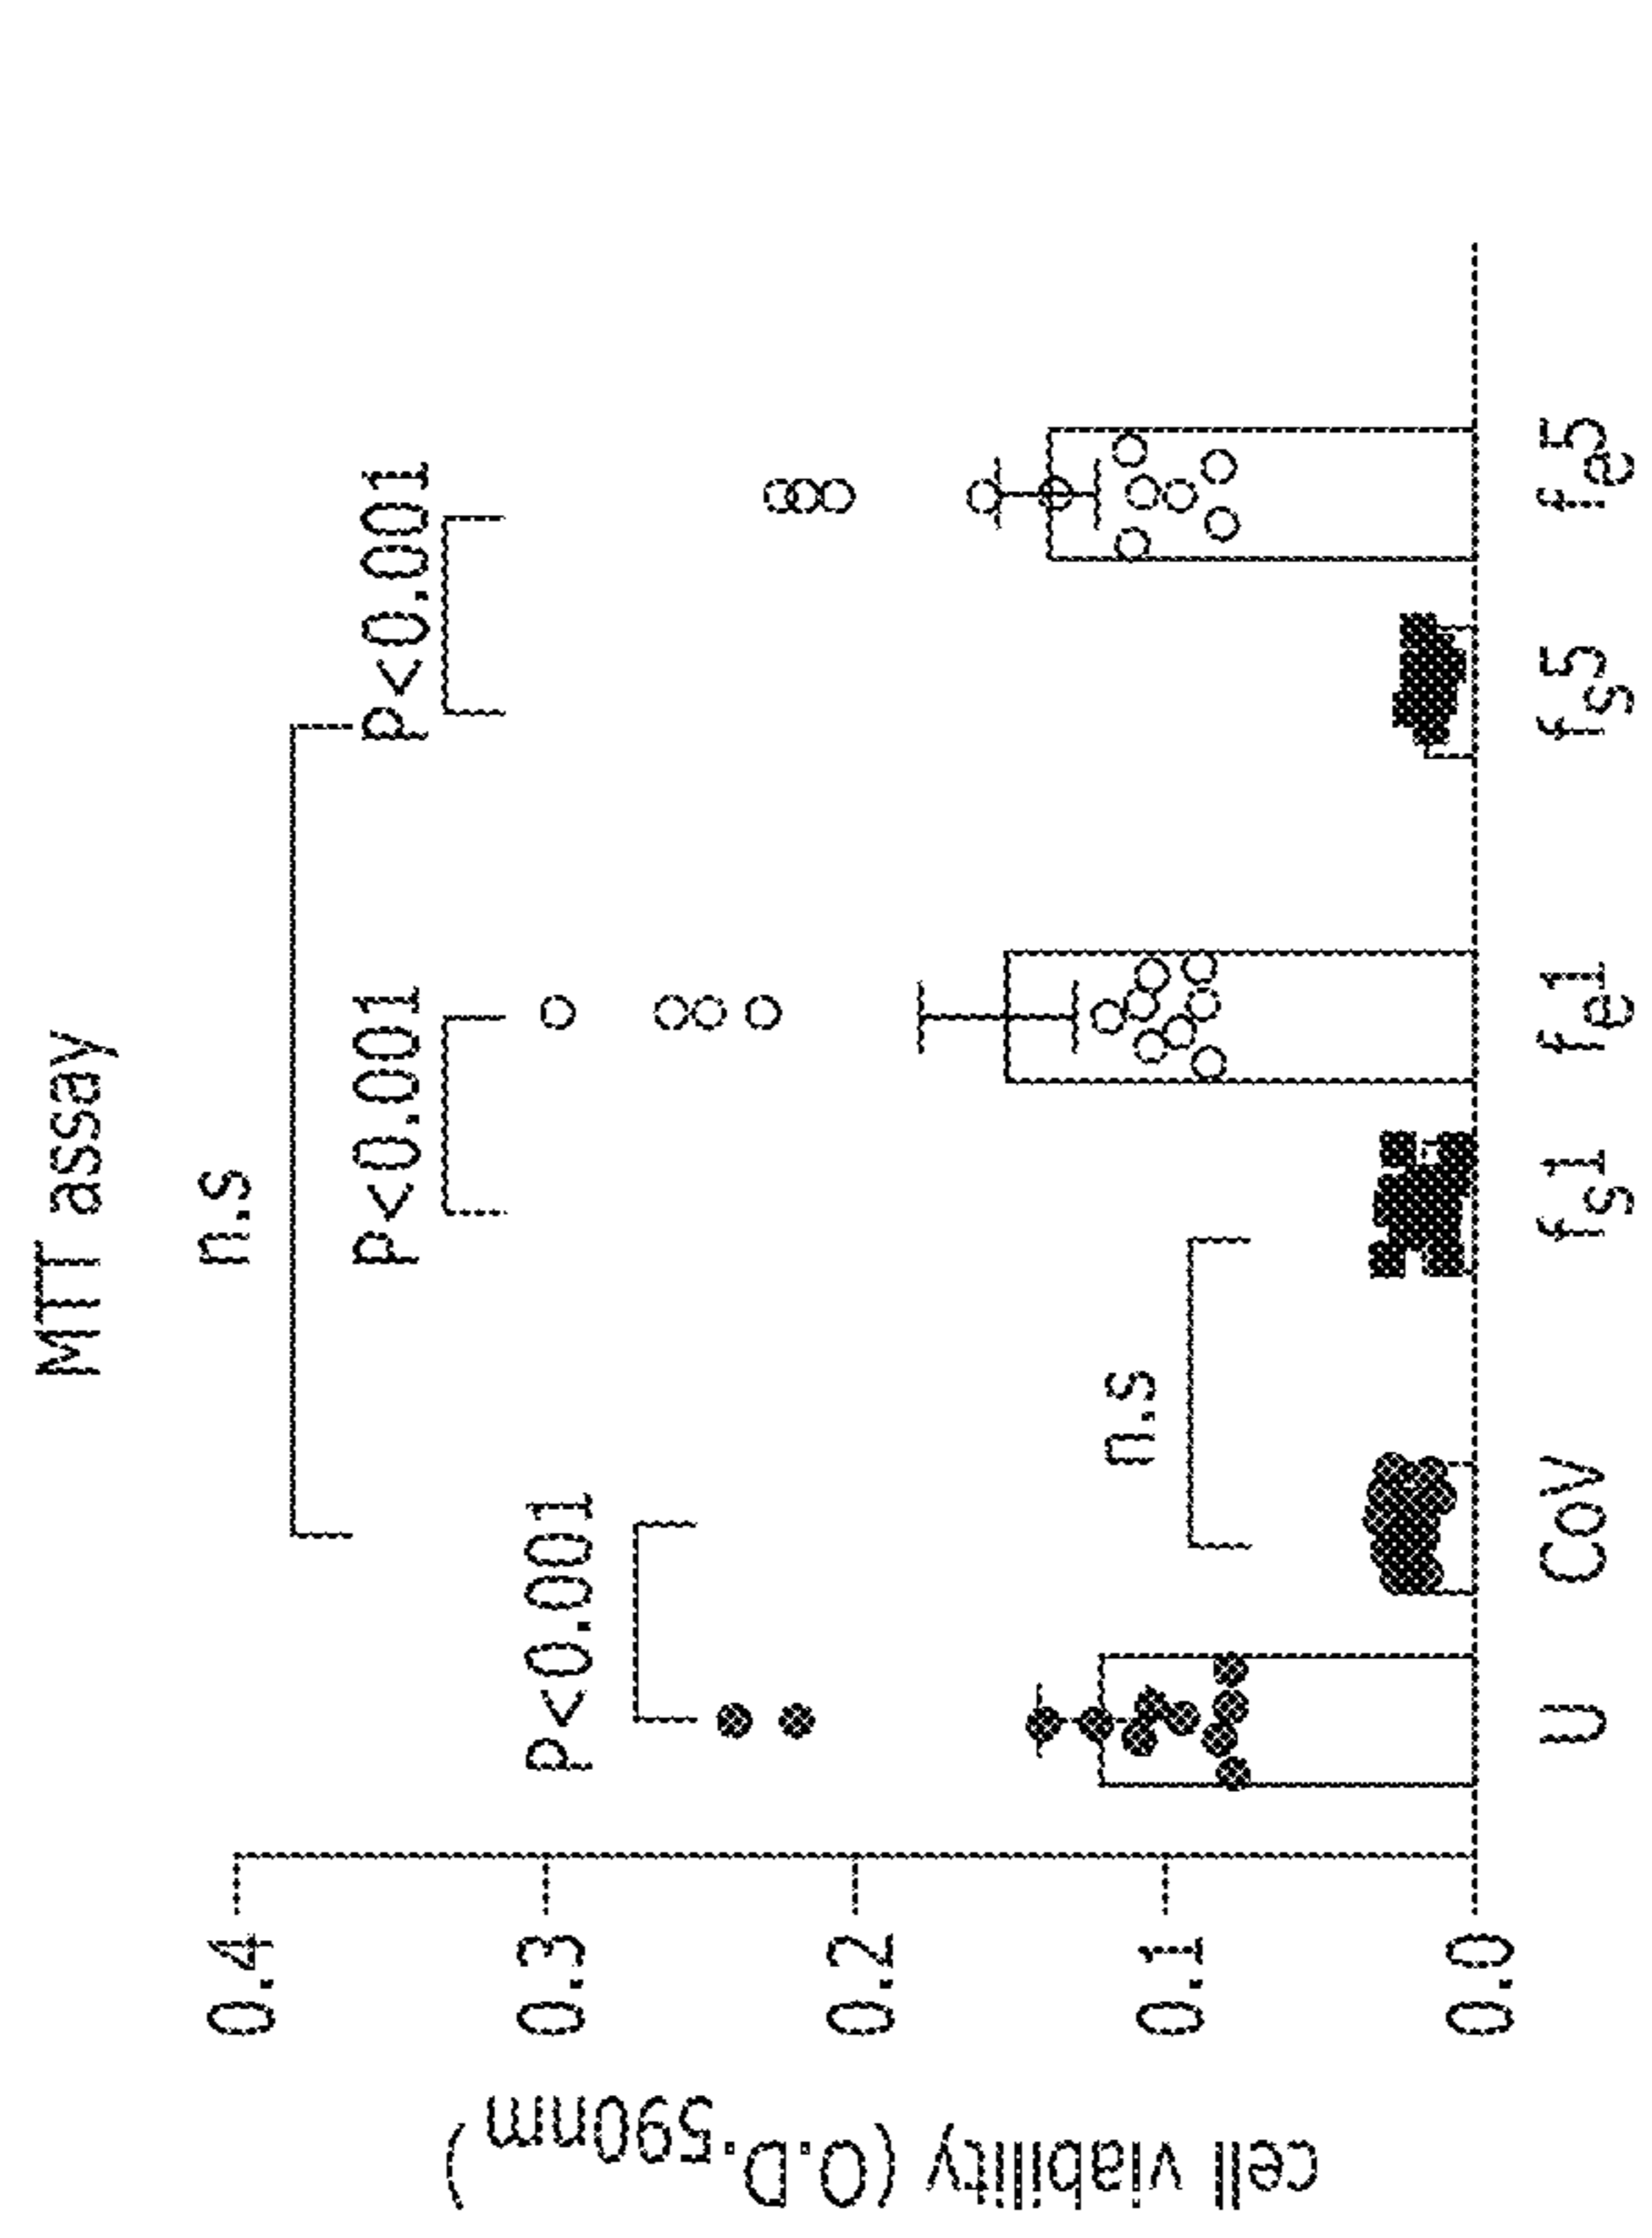 MTT assay
n.s
P<0.001
P<0.001
P<0.001
n.s
cell viability (O.D.590nm)
0.4
0.3
0.2
0.1
0.0
U
CoV
fs1
fe1
fs5
fe5